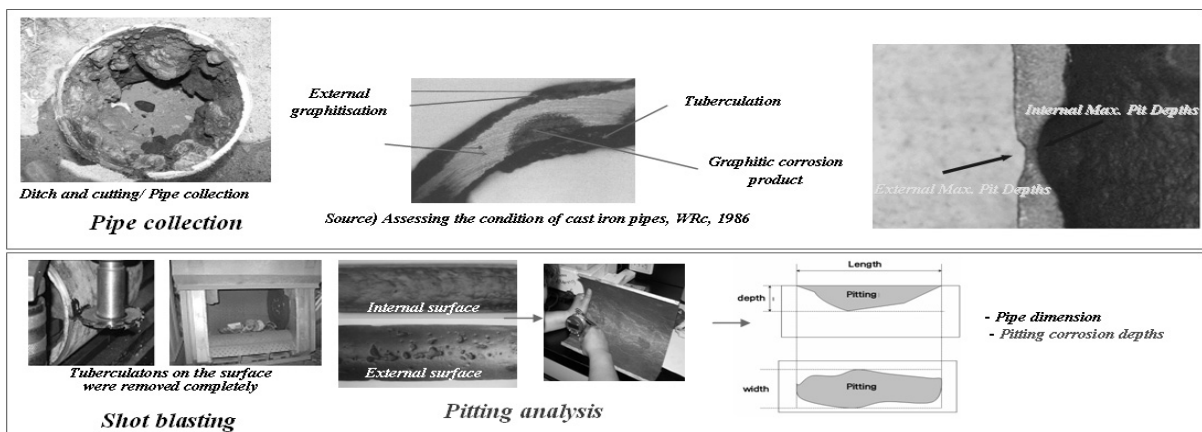 External
graphitisation
Tuberculation
Graphitic corrosion
product
Internal Max. Pit Depths
External Max. Pit Depths
Ditch and cutting/ Pipe collection
Pipe collection
Source) Assessing the condition of cast iron pipes, WRc, 1986
Internal surface
External surface
Tuberculatons on the surface
were removed completely
Shot blasting
Pitting analysis
Length
depth
Pitting
width
Pitting
- Pipe dimension
- Pitting corrosion depths